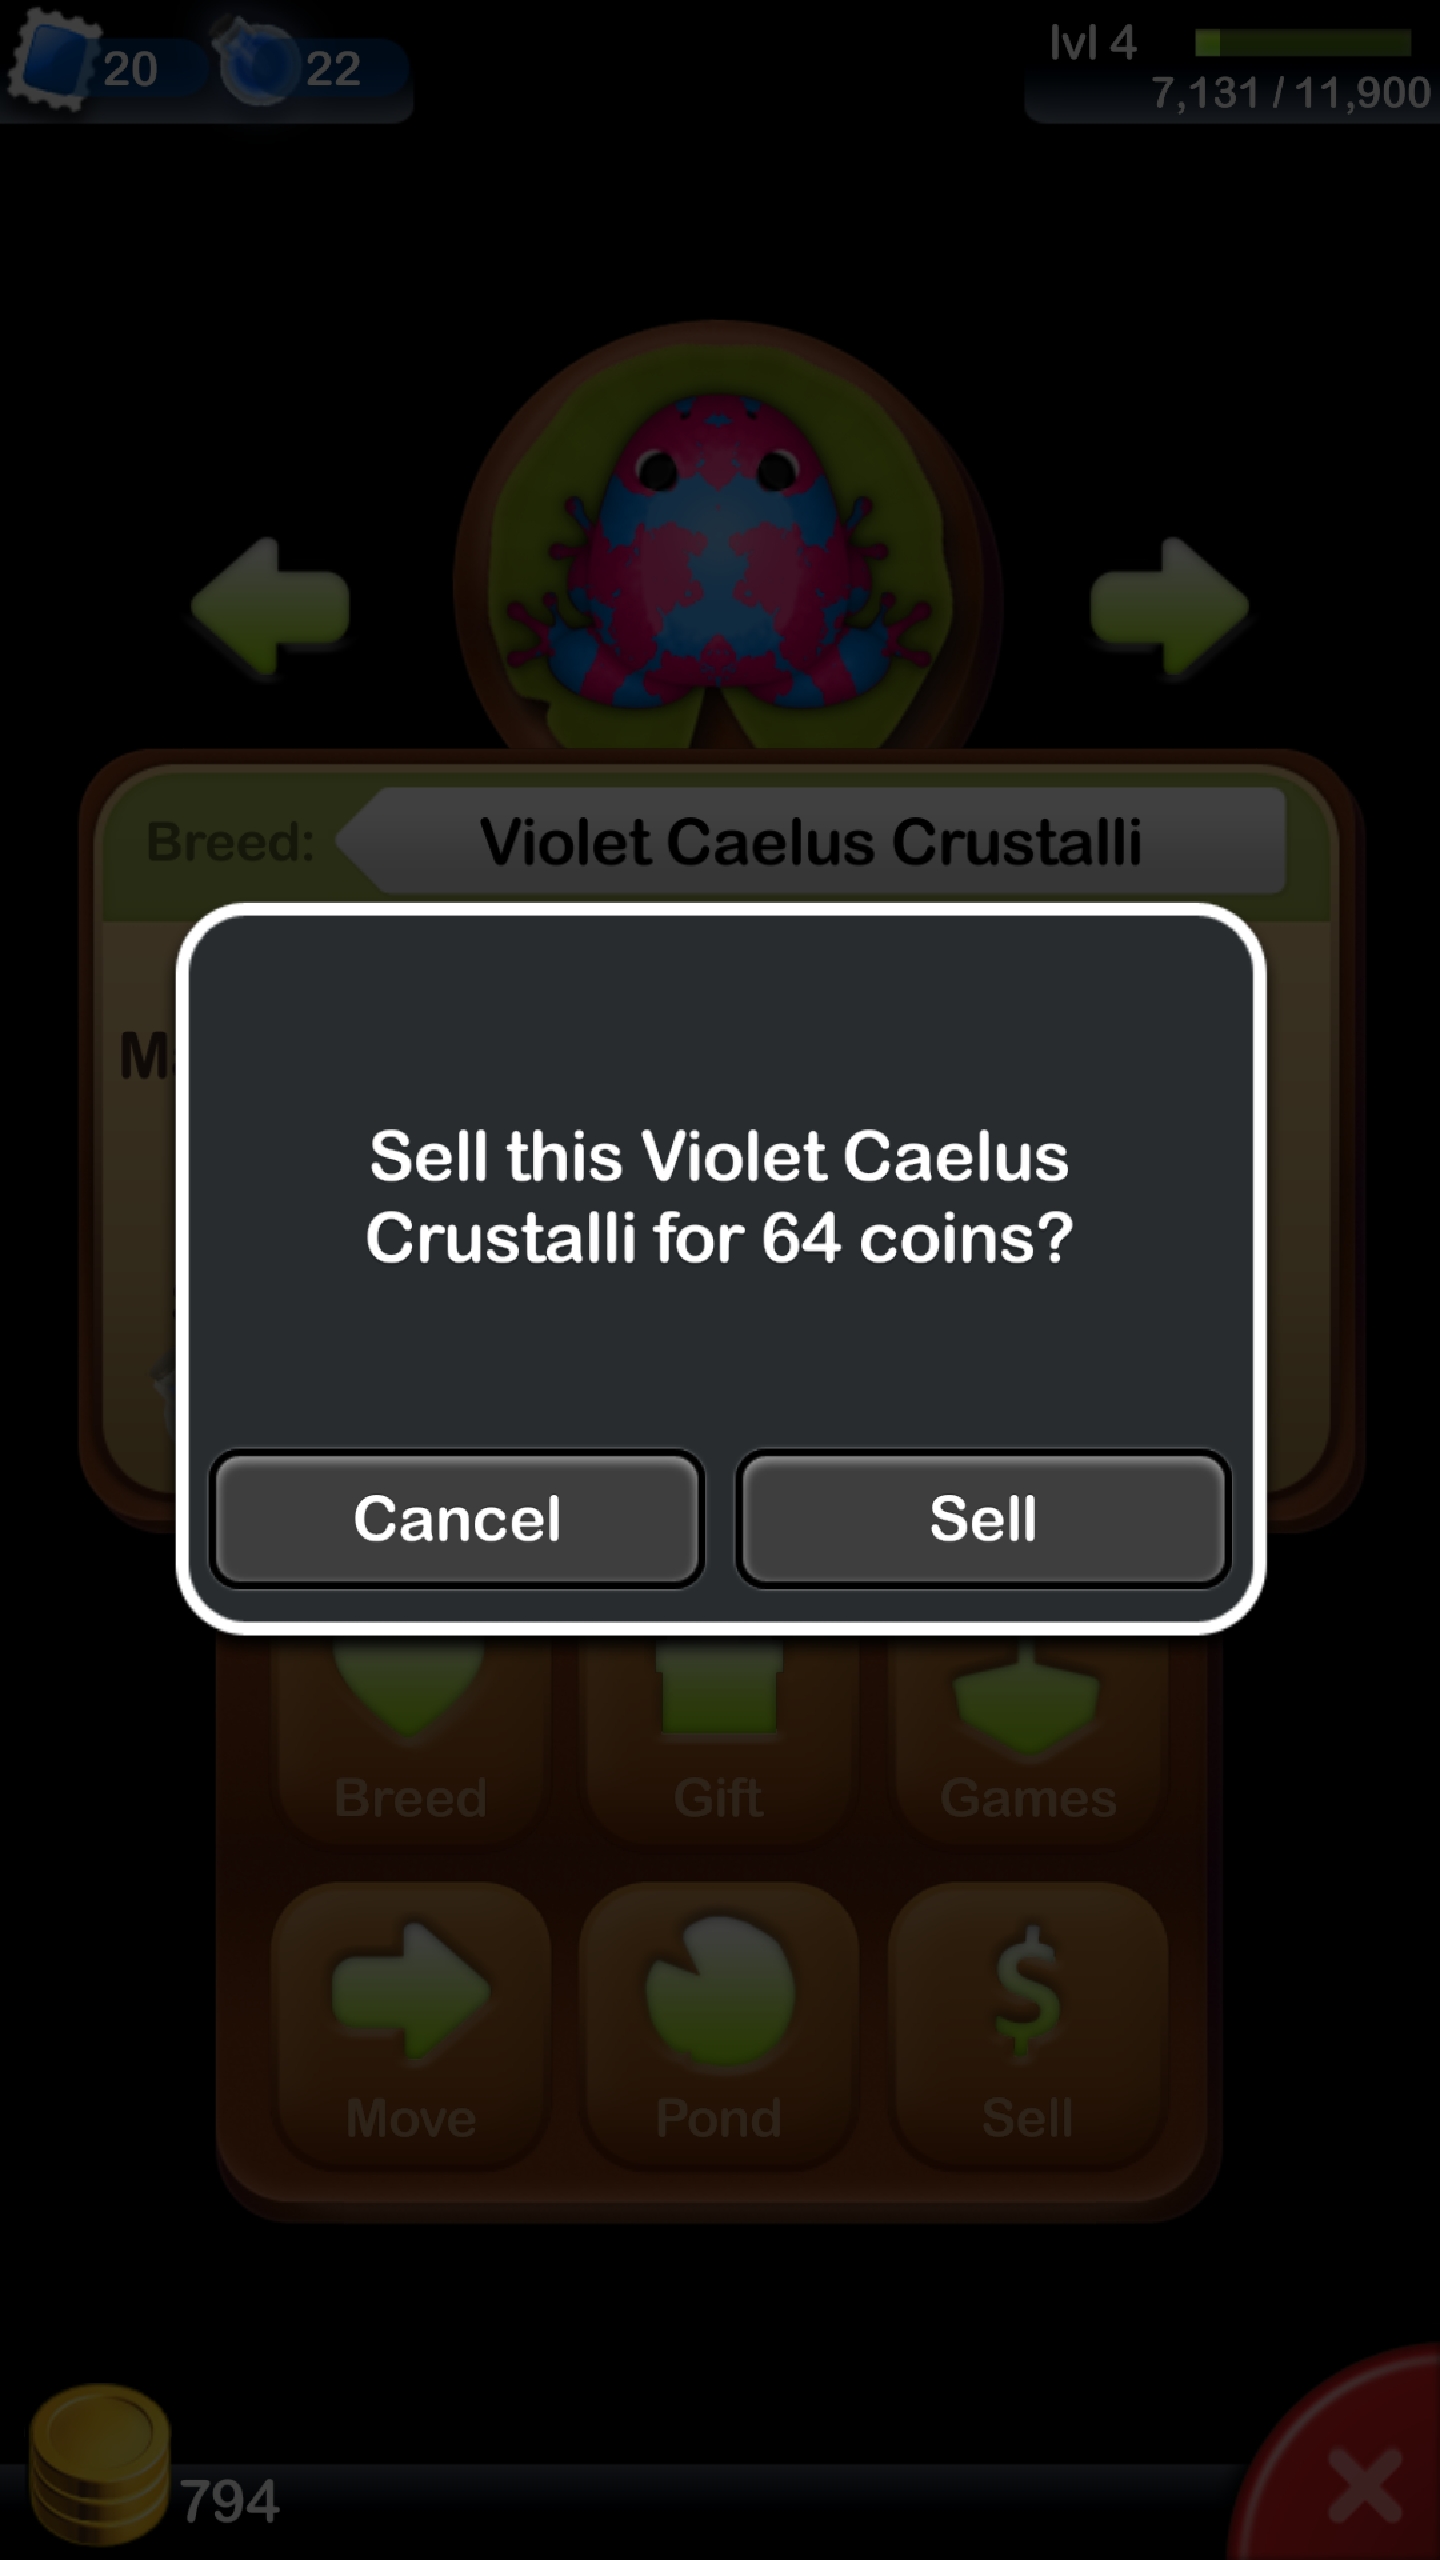 20
22
lvl 4
7,131 / 11,900
Breed:
Violet Caelus Crustalli
Sell this Violet Caelus
Crustalli for 64 coins?
Cancel
Sell
Breed
Gift
Games
Move
Pond
Sell
794